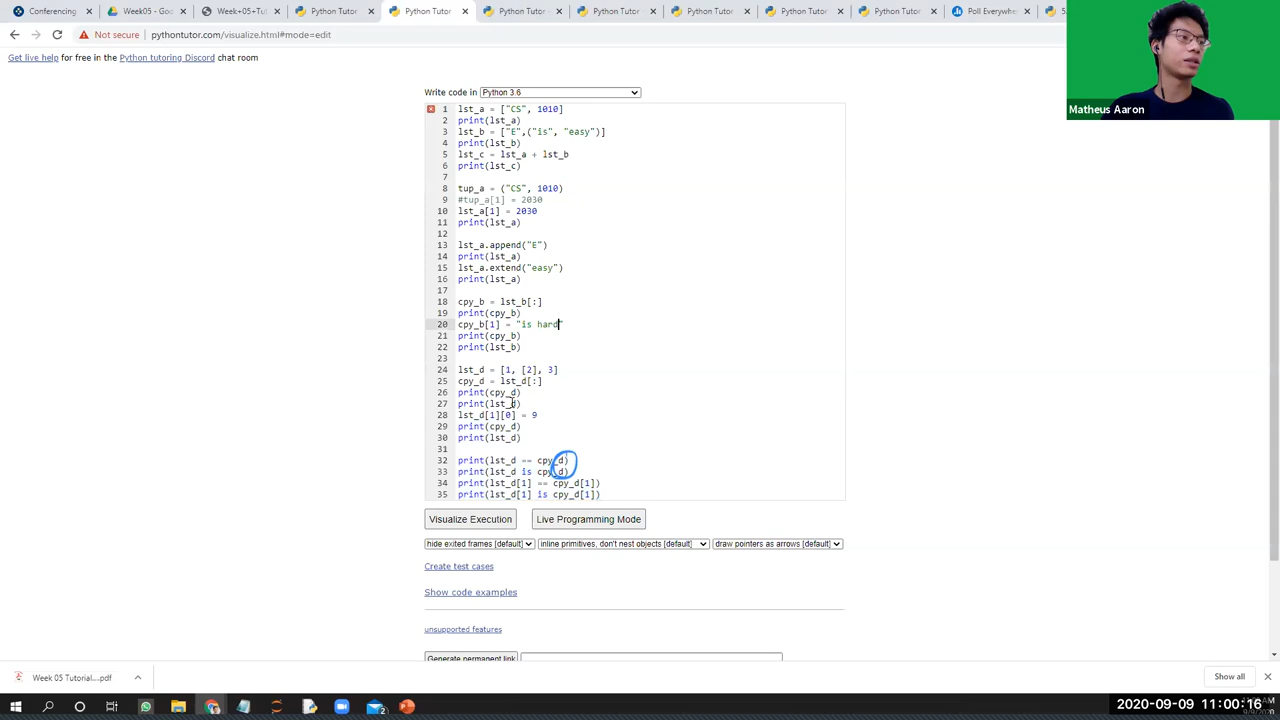 Conferencing
Week05 - Goo
Week+05+Tu
Python Tutor
Python Tutor
Python Tutor
Python Tutor
Python Tutor
Python Tutor
Python Tutor
Poll Everywhere
Not secure | pythontutor.com/visualize.html#mode=edit
Get live help for free in the Python tutoring Discord chat room
Matheus Aaron
Write code in Python 3.6
1 lst_a = ["CS", 1010]
2 print(lst_a)
3 lst_b = ["E",("is", "easy")]
4 print(lst_b)
5 lst_c = lst_a + lst_b
6 print(lst_c)
7
8 tup_a = ("CS", 1010)
9 #tup_a[1] = 2030
10 lst_a[1] = 2030
11 print(lst_a)
12
13 lst_a.append("E")
14 print(lst_a)
15 lst_a.extend("easy")
16 print(lst_a)
17
18 cpy_b = lst_b[:]
19 print(cpy_b)
20 cpy_b[1] = "is hard"
21 print(cpy_b)
22 print(lst_b)
23
24 lst_d = [1, [2], 3]
25 cpy_d = lst_d[:]
26 print(cpy_d)
27 print(lst_d)
28 lst_d[1][0] = 9
29 print(cpy_d)
30 print(lst_d)
31
32 print(lst_d == cpy_d)
33 print(lst_d is cpy_d)
34 print(lst_d[1] == cpy_d[1])
35 print(lst_d[1] is cpy_d[1])
Visualize Execution Live Programming Mode
hide exited frames [default] inline primitives, don't nest objects [default] draw pointers as arrows [default]
Create test cases
Show code examples
unsupported features
Generate permanent link
Week 05 Tutorial....pdf
Show all
2020-09-09 11:00:16